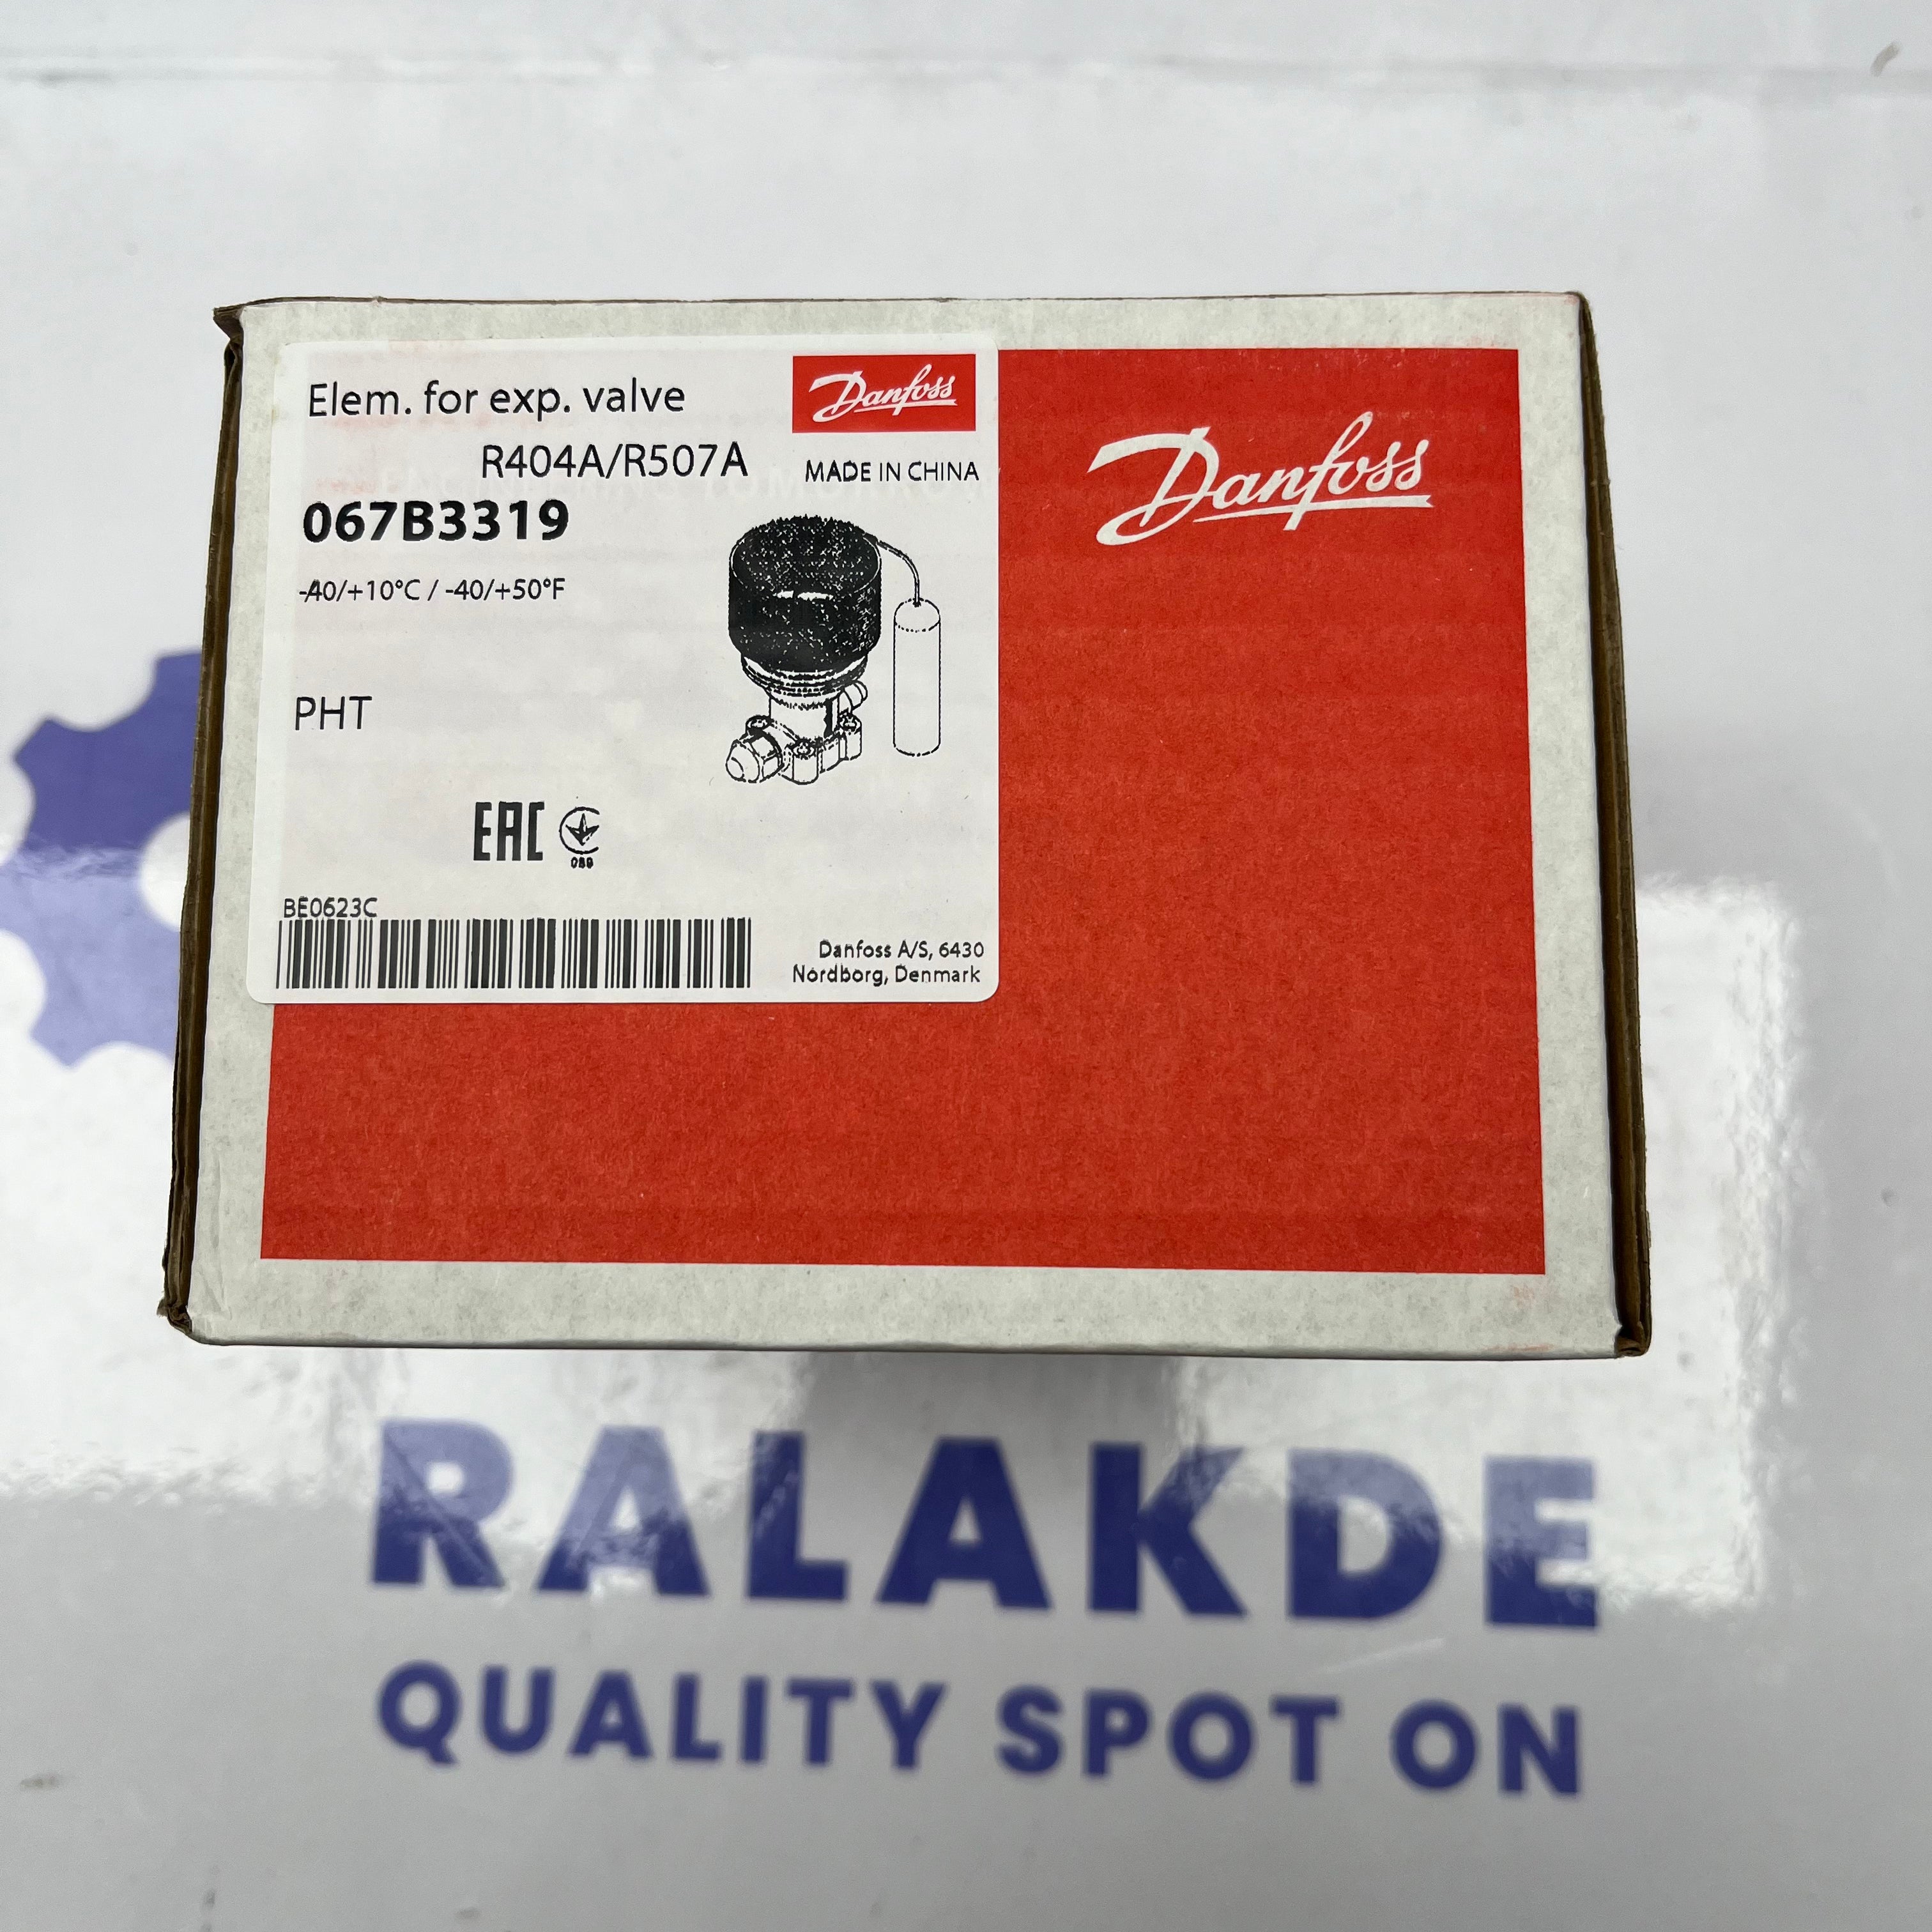 Elem. for exp. valve
Danfoss
R404A/R507A
MADE IN CHINA
067B3319
-40/+10°C / -40/+50°F
PHT
EAC
089
BE0623C
Danfoss A/S, 6430
Nordborg, Denmark
Danfoss
RALAKDE
QUALITY SPOT ON